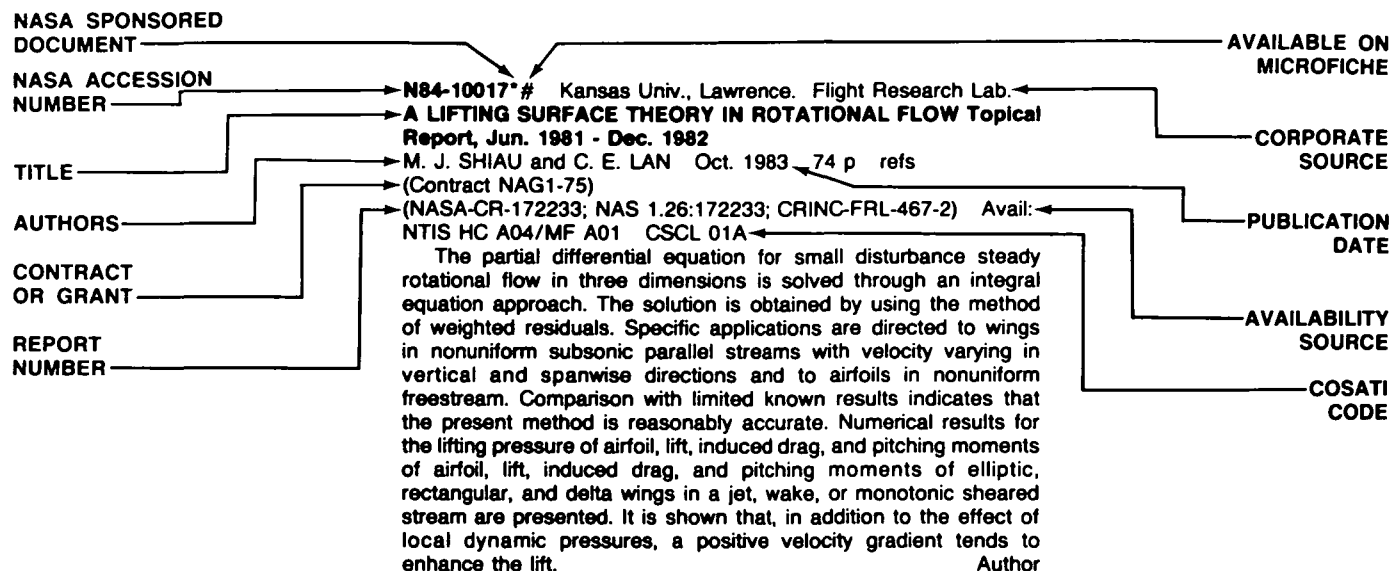 NASA SPONSORED
DOCUMENT
NASA ACCESSION
NUMBER
TITLE
AUTHORS
CONTRACT
OR GRANT
REPORT
NUMBER
N84-10017*# Kansas Univ., Lawrence. Flight Research Lab.
A LIFTING SURFACE THEORY IN ROTATIONAL FLOW Topical
Report, Jun. 1981 - Dec. 1982
M. J. SHIAU and C. E. LAN Oct. 1983 74 p refs
(Contract NAG1-75)
(NASA-CR-172233; NAS 1.26:172233; CRINC-FRL-467-2) Avail:
NTIS HC A04/MF A01 CSCL 01A
The partial differential equation for small disturbance steady
rotational flow in three dimensions is solved through an integral
equation approach. The solution is obtained by using the method
of weighted residuals. Specific applications are directed to wings
in nonuniform subsonic parallel streams with velocity varying in
vertical and spanwise directions and to airfoils in nonuniform
freestream. Comparison with limited known results indicates that
the present method is reasonably accurate. Numerical results for
the lifting pressure of airfoil, lift, induced drag, and pitching moments
of airfoil, lift, induced drag, and pitching moments of elliptic,
rectangular, and delta wings in a jet, wake, or monotonic sheared
stream are presented. It is shown that, in addition to the effect of
local dynamic pressures, a positive velocity gradient tends to
enhance the lift. Author
AVAILABLE ON
MICROFICHE
CORPORATE
SOURCE
PUBLICATION
DATE
AVAILABILITY
SOURCE
COSATI
CODE